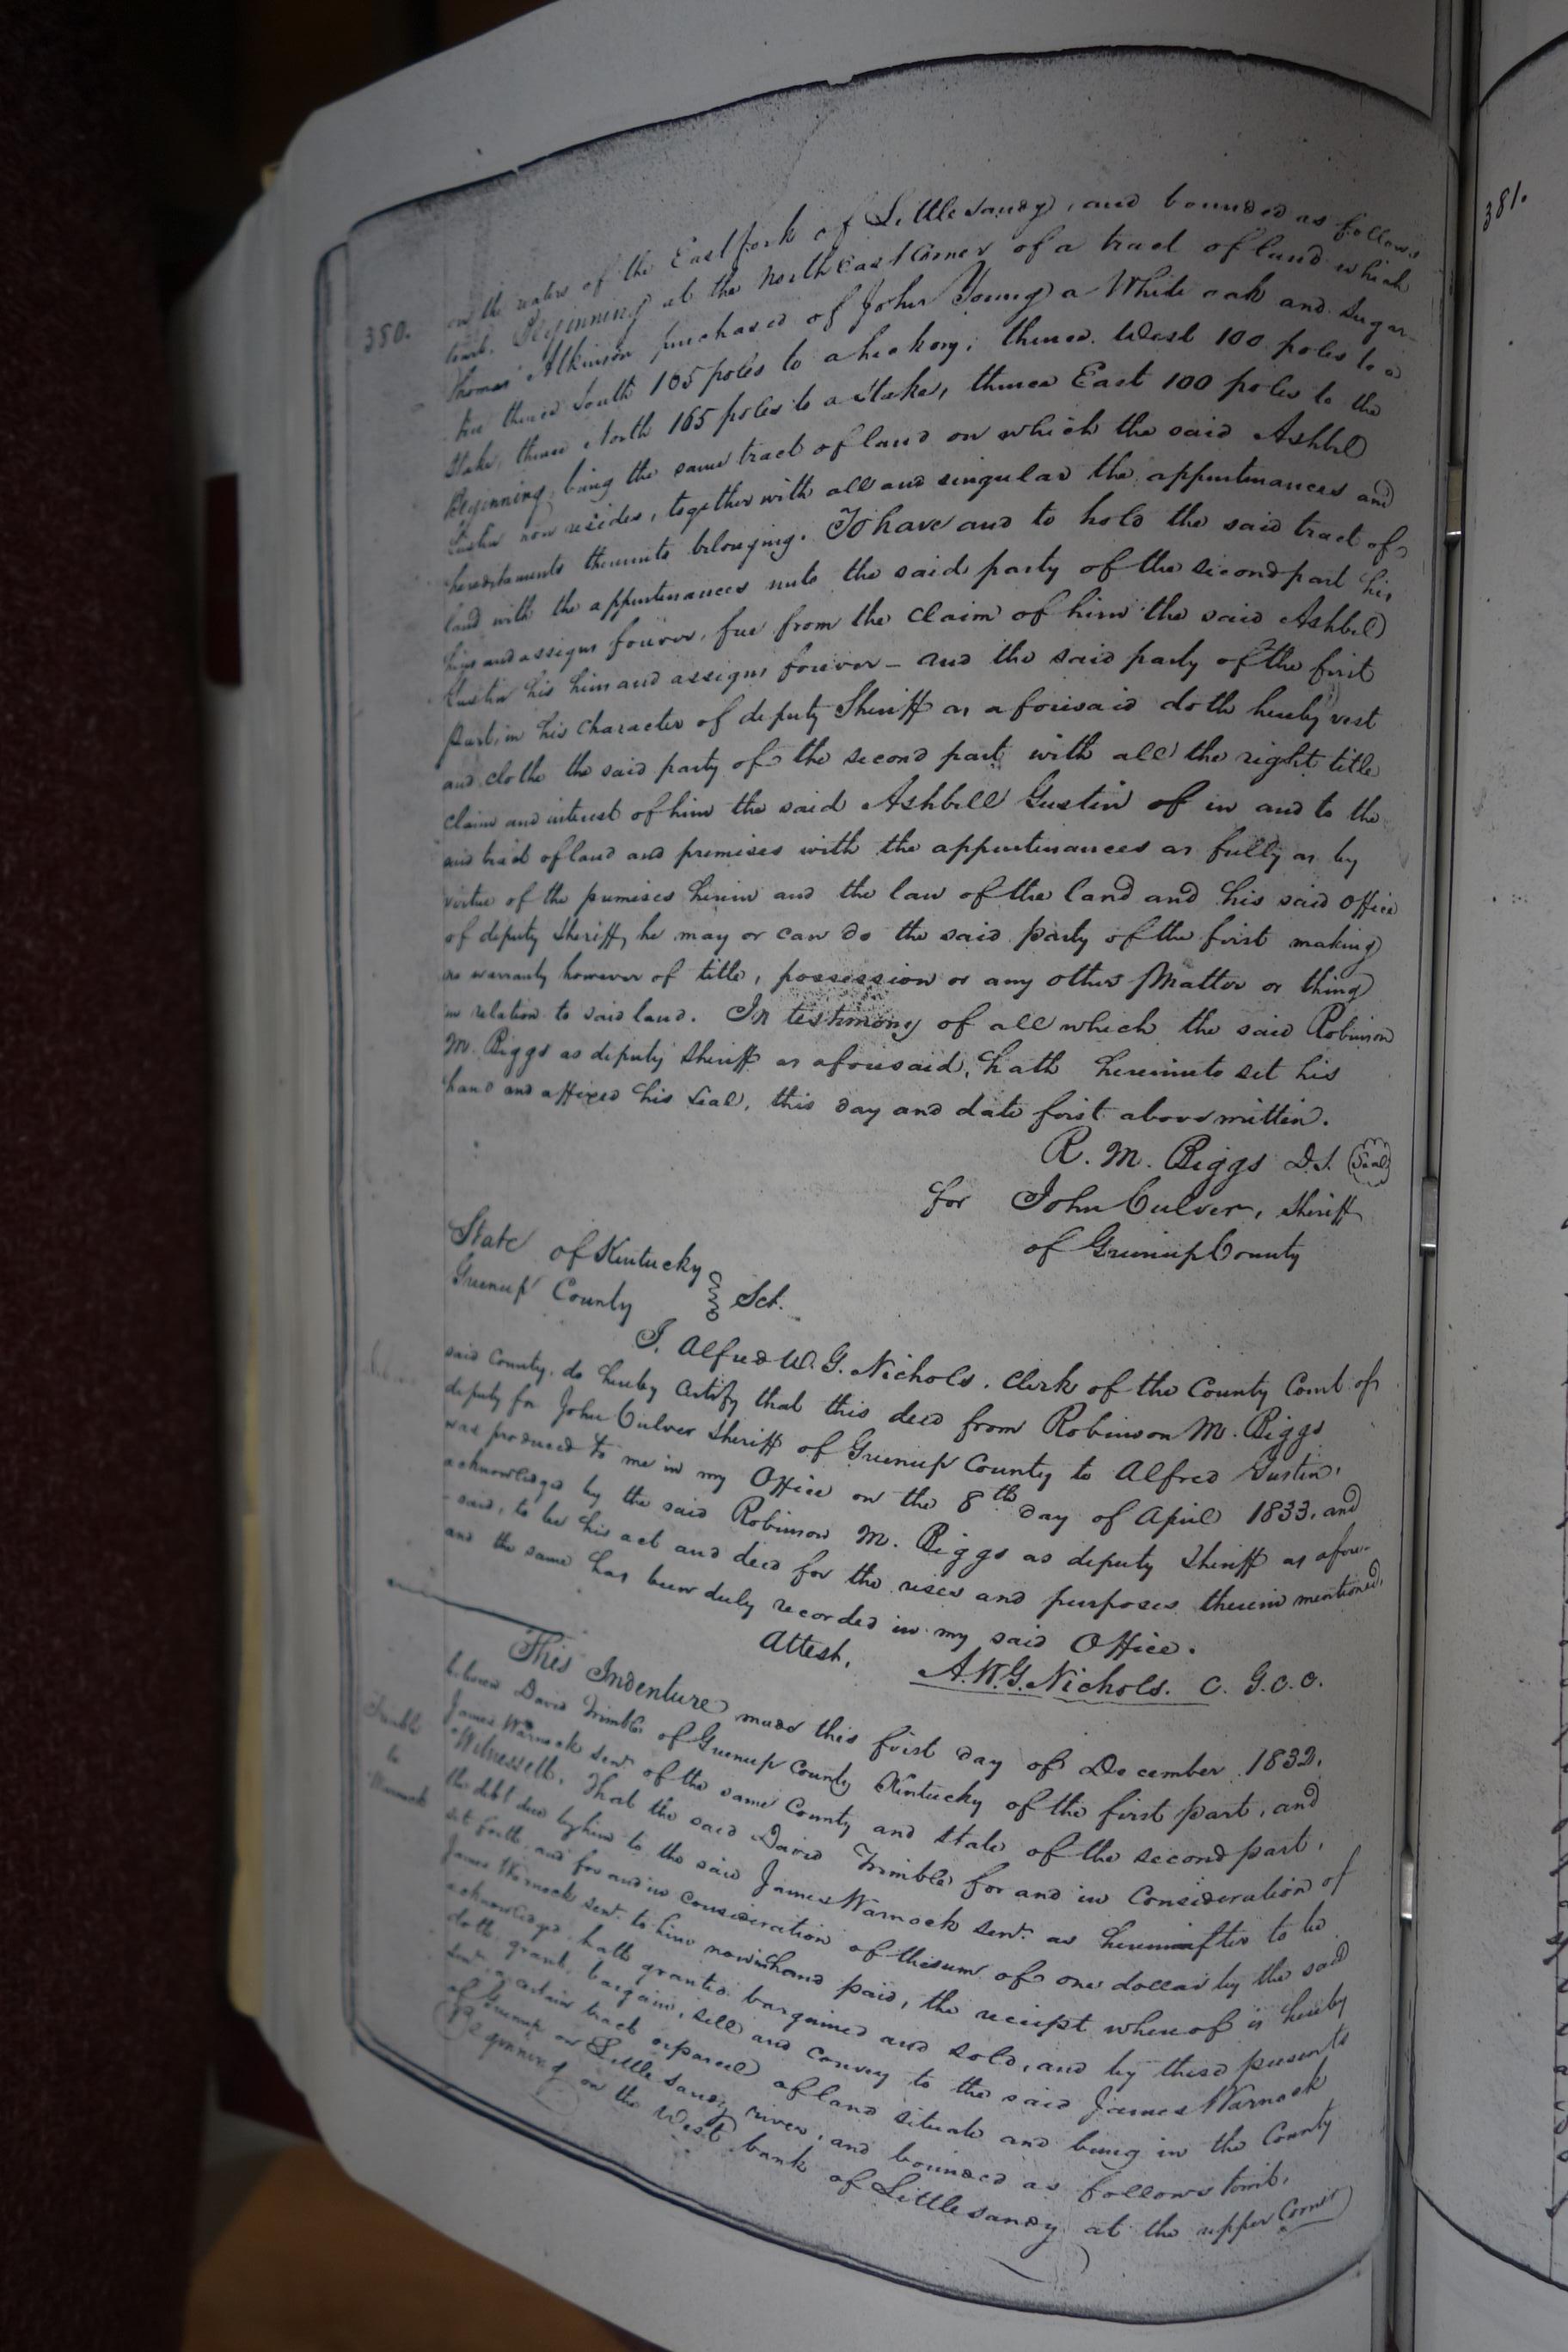 380.
on the waters of the East fork of Little sandy, and bounded as follows
towit. Beginning at the North East Corner of a tract of land which
Thomas Atkinson purchased of John Young a White oak and Sugar
tree thence South 165 poles to a hickory; thence West 100 poles to a
Stake, thence North 165 poles to a Stake, thence East 100 poles to the
Beginning, being the same tract of land on which the said Ashbel
Gustin now resides, together with all and singular the appurtenances and
hereditaments thereunto belonging. To have and to hold the said tract of
land with the appurtenances unto the said party of the second part his
heirs and assigns forever, free from the claim of him the said Ashbel
Gustin his heirs and assigns forever - and the said party of the first
part, in his character of deputy Sheriff as aforesaid doth hereby vest
and clothe the said party of the second part with all the right title
claim and interest of him the said Ashbell Gustin of in and to the
said tract of land and premises with the appurtenances as fully as by
virtue of the premises herein and the law of the land and his said office
of deputy Sheriff, he may or can do the said party of the first making
no warranty however of title, possession or any other Matter or thing
in relation to said land. In testimony of all which the said Robinson
M. Biggs as deputy Sheriff as aforesaid, hath hereunto set his
hand and affixed his Seal, this day and date first above written.
R. M. Biggs D.S. (Seal)
for John Culver, Sheriff
of Greenup County
State of Kentucky
Greenup County Sct.
I. Alfred W. G. Nichols. Clerk of the County Court of
said County, do hereby Certify that this deed from Robinson M. Biggs
deputy for John Culver Sheriff of Greenup County to Alfred Gustin,
was produced to me in my Office on the 8th day of April 1833, and
acknowledged by the said Robinson M. Biggs as deputy Sheriff as afore-
-said, to be his act and deed for the uses and purposes therein mentioned,
and the same has been duly recorded in my said Office.
Attest, A.W.G. Nichols. C. G.C.C.
This Indenture made this first day of December 1832,
between David Trimble of Greenup County Kentucky of the first part, and
James Warnock Senr. of the same County and State of the second part,
Trimble
to
Warnock
Witnesseth, That the said David Trimble for and in Consideration of
the debt due by him to the said James Warnock Senr. as hereinafter to be
set forth, and for and in consideration of the sum of one dollar by the said
James Warnock Senr. to him now in hand paid, the receipt whereof is hereby
acknowledged, hath granted bargained and sold, and by these presents
doth grant, bargain, sell and convey to the said James Warnock
Senr. a certain tract or parcel of land situate and being in the County
of Greenup on Little sandy river, and bounded as follows towit,
Beginning on the West bank of Little sandy at the upper Corner
381.